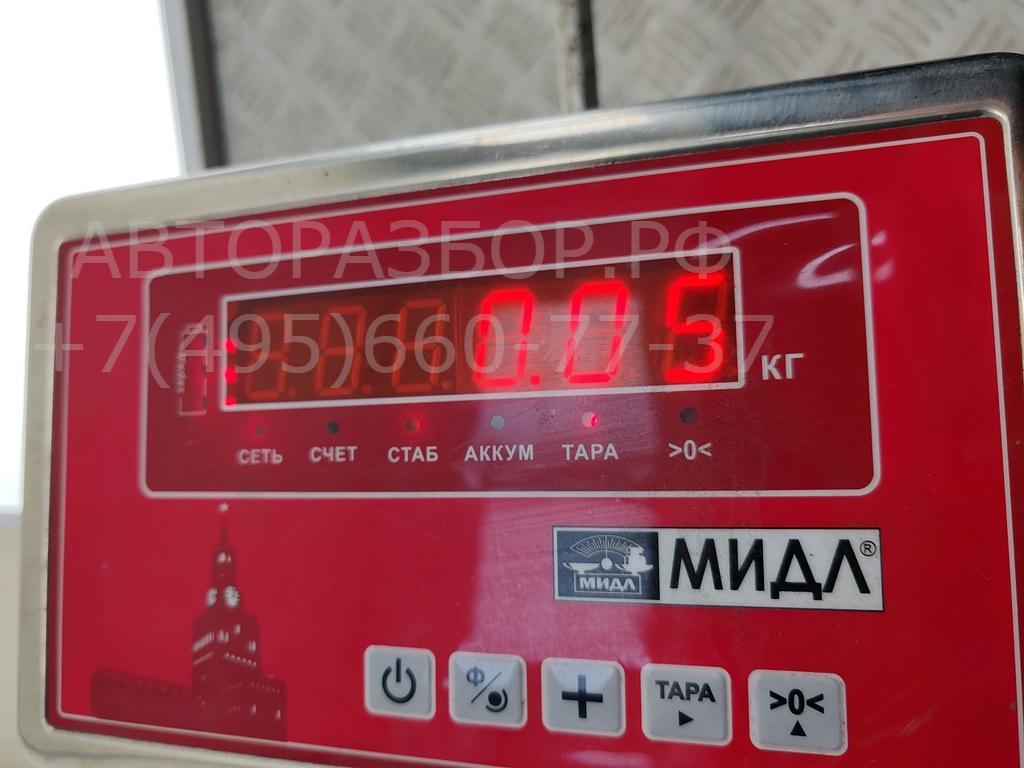 АВТОРАЗБОР.РФ
+7(495)660-77-37
0.05
КГ
СЕТЬ СЧЕТ СТАБ АККУМ ТАРА >0<
МИДЛ МИДЛ®
Ф ТАРА >0<